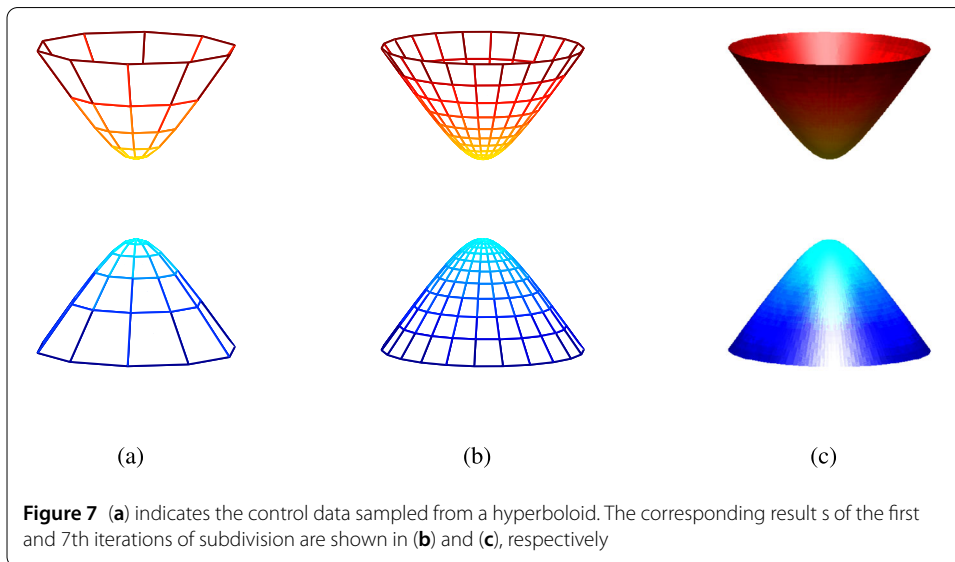 (a) (b) (c)
Figure 7 (a) indicates the control data sampled from a hyperboloid. The corresponding result s of the first
and 7th iterations of subdivision are shown in (b) and (c), respectively